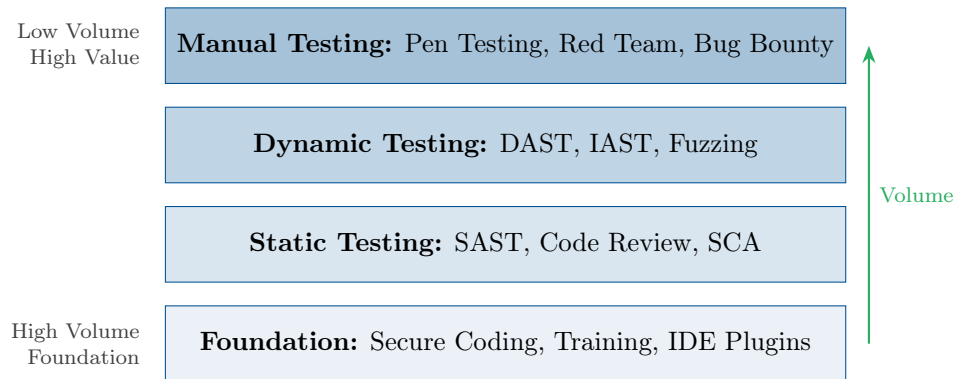 Low Volume
High Value
Manual Testing: Pen Testing, Red Team, Bug Bounty
Dynamic Testing: DAST, IAST, Fuzzing
Volume
Static Testing: SAST, Code Review, SCA
High Volume
Foundation
Foundation: Secure Coding, Training, IDE Plugins